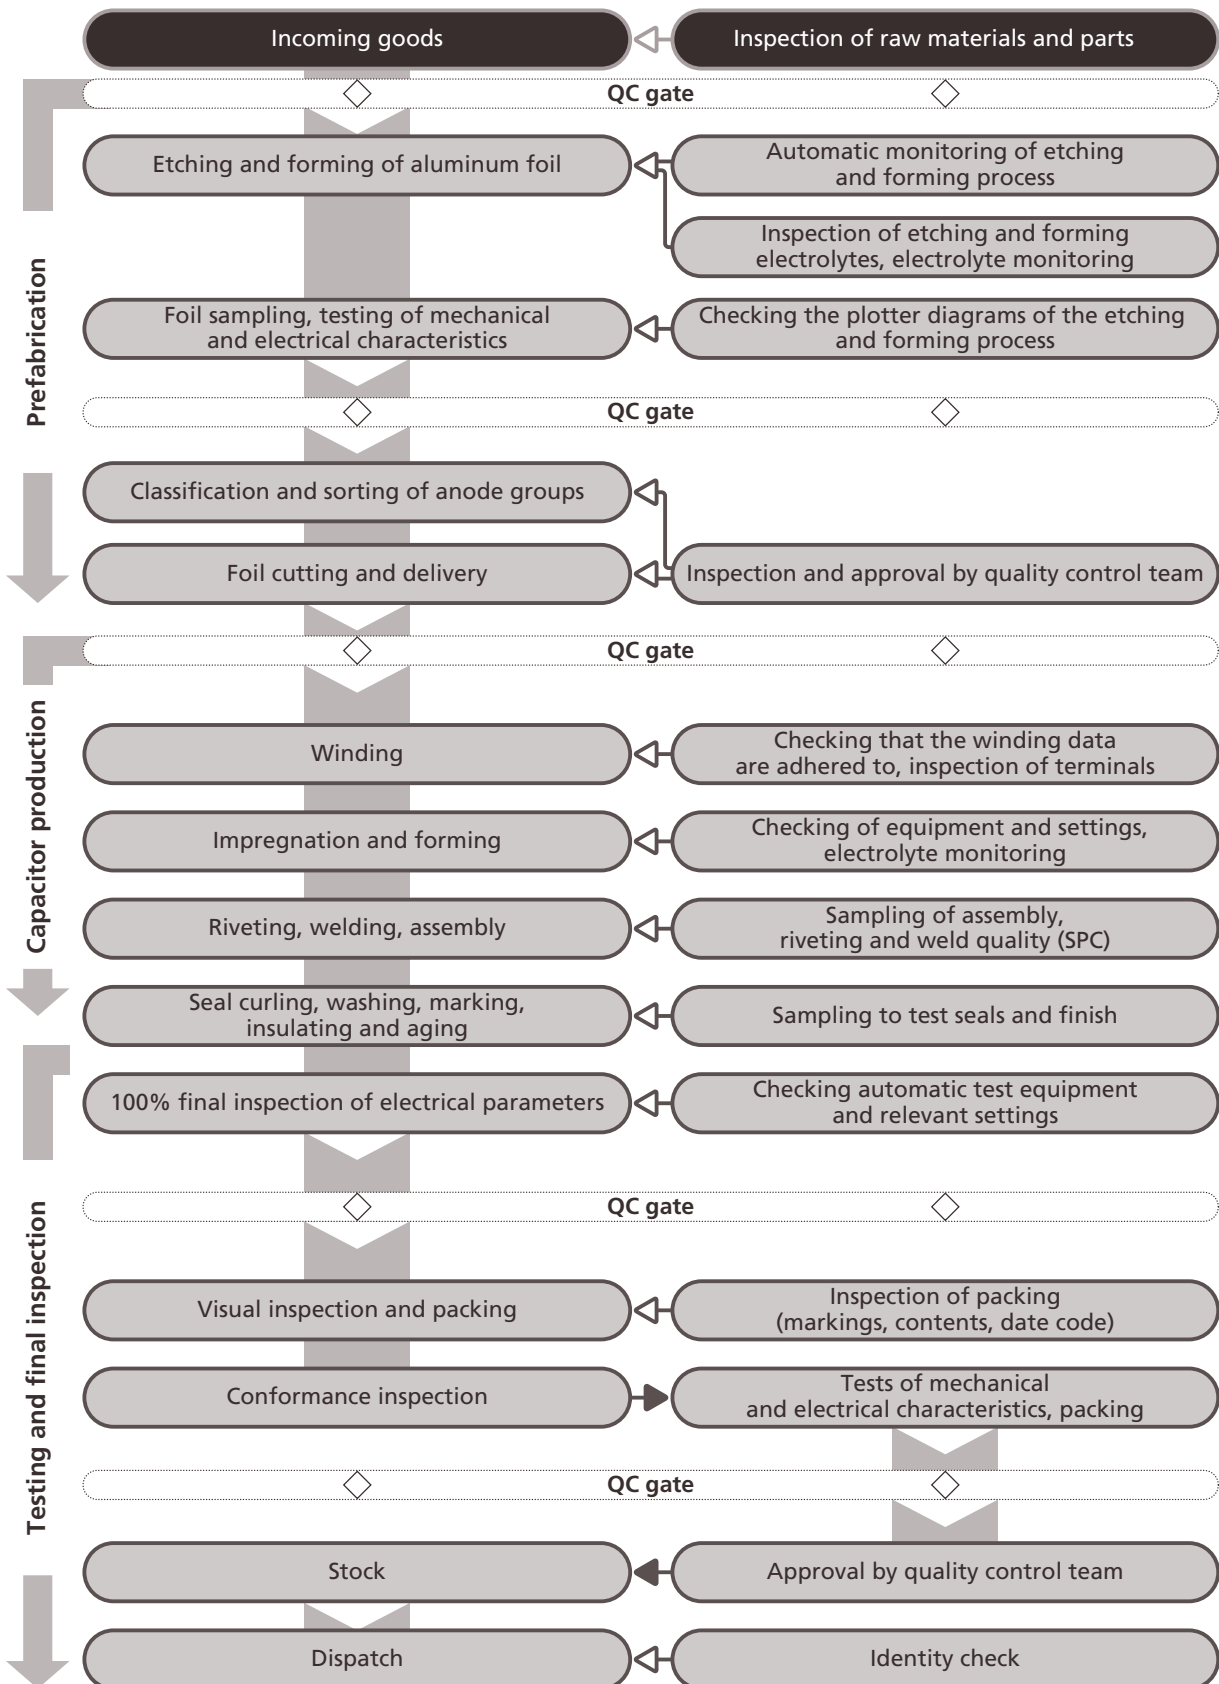 Incoming goods
Inspection of raw materials and parts
QC gate
Etching and forming of aluminum foil
Automatic monitoring of etching
and forming process
Inspection of etching and forming
electrolytes, electrolyte monitoring
Prefabrication
Foil sampling, testing of mechanical
and electrical characteristics
Checking the plotter diagrams of the etching
and forming process
QC gate
Classification and sorting of anode groups
Foil cutting and delivery
Inspection and approval by quality control team
QC gate
Capacitor production
Winding
Checking that the winding data
are adhered to, inspection of terminals
Impregnation and forming
Checking of equipment and settings,
electrolyte monitoring
Riveting, welding, assembly
Sampling of assembly,
riveting and weld quality (SPC)
Seal curling, washing, marking,
insulating and aging
Sampling to test seals and finish
100% final inspection of electrical parameters
Checking automatic test equipment
and relevant settings
QC gate
Testing and final inspection
Visual inspection and packing
Inspection of packing
(markings, contents, date code)
Conformance inspection
Tests of mechanical
and electrical characteristics, packing
QC gate
Stock
Approval by quality control team
Dispatch
Identity check